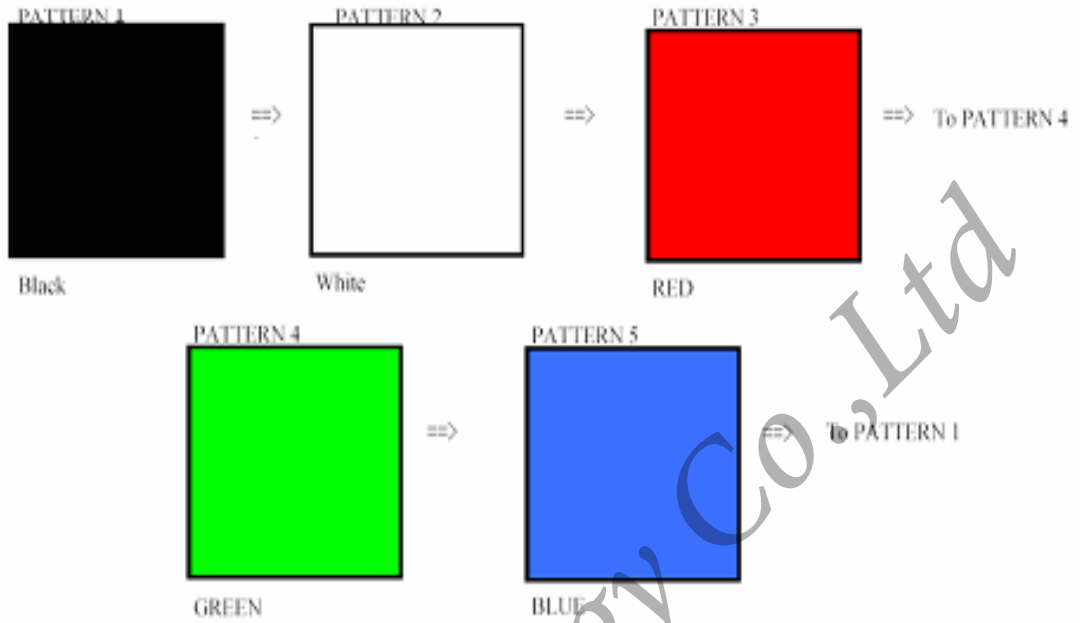 PATTERN 1
PATTERN 2
PATTERN 3
==>
==>
==> To PATTERN 4
Black
White
RED
PATTERN 4
PATTERN 5
==>
==> To PATTERN 1
GREEN
BLUE
Co.,Ltd